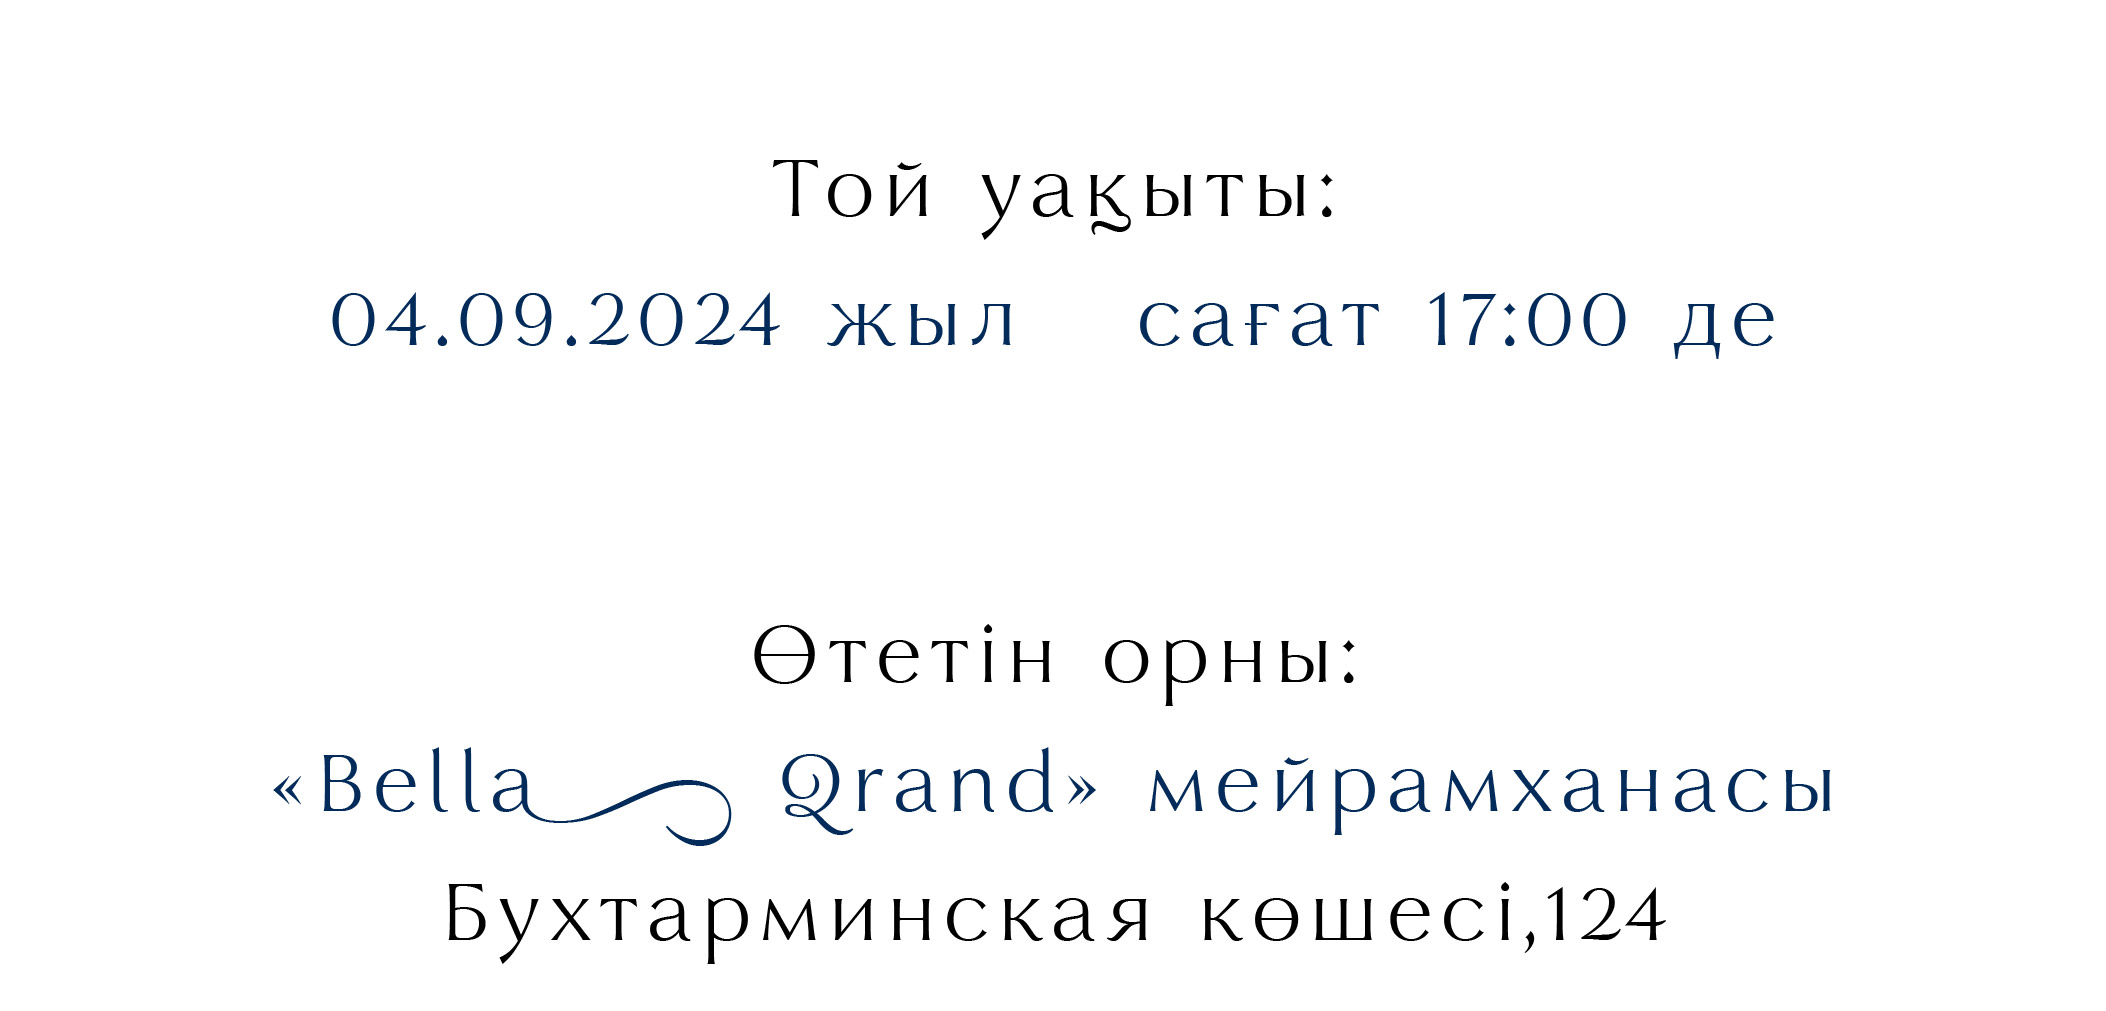 Той уақыты:
04.09.2024 жыл сағат 17:00 де
Өтетін орны:
«Bella Qrand» мейрамханасы
Бухтарминская көшесі,124